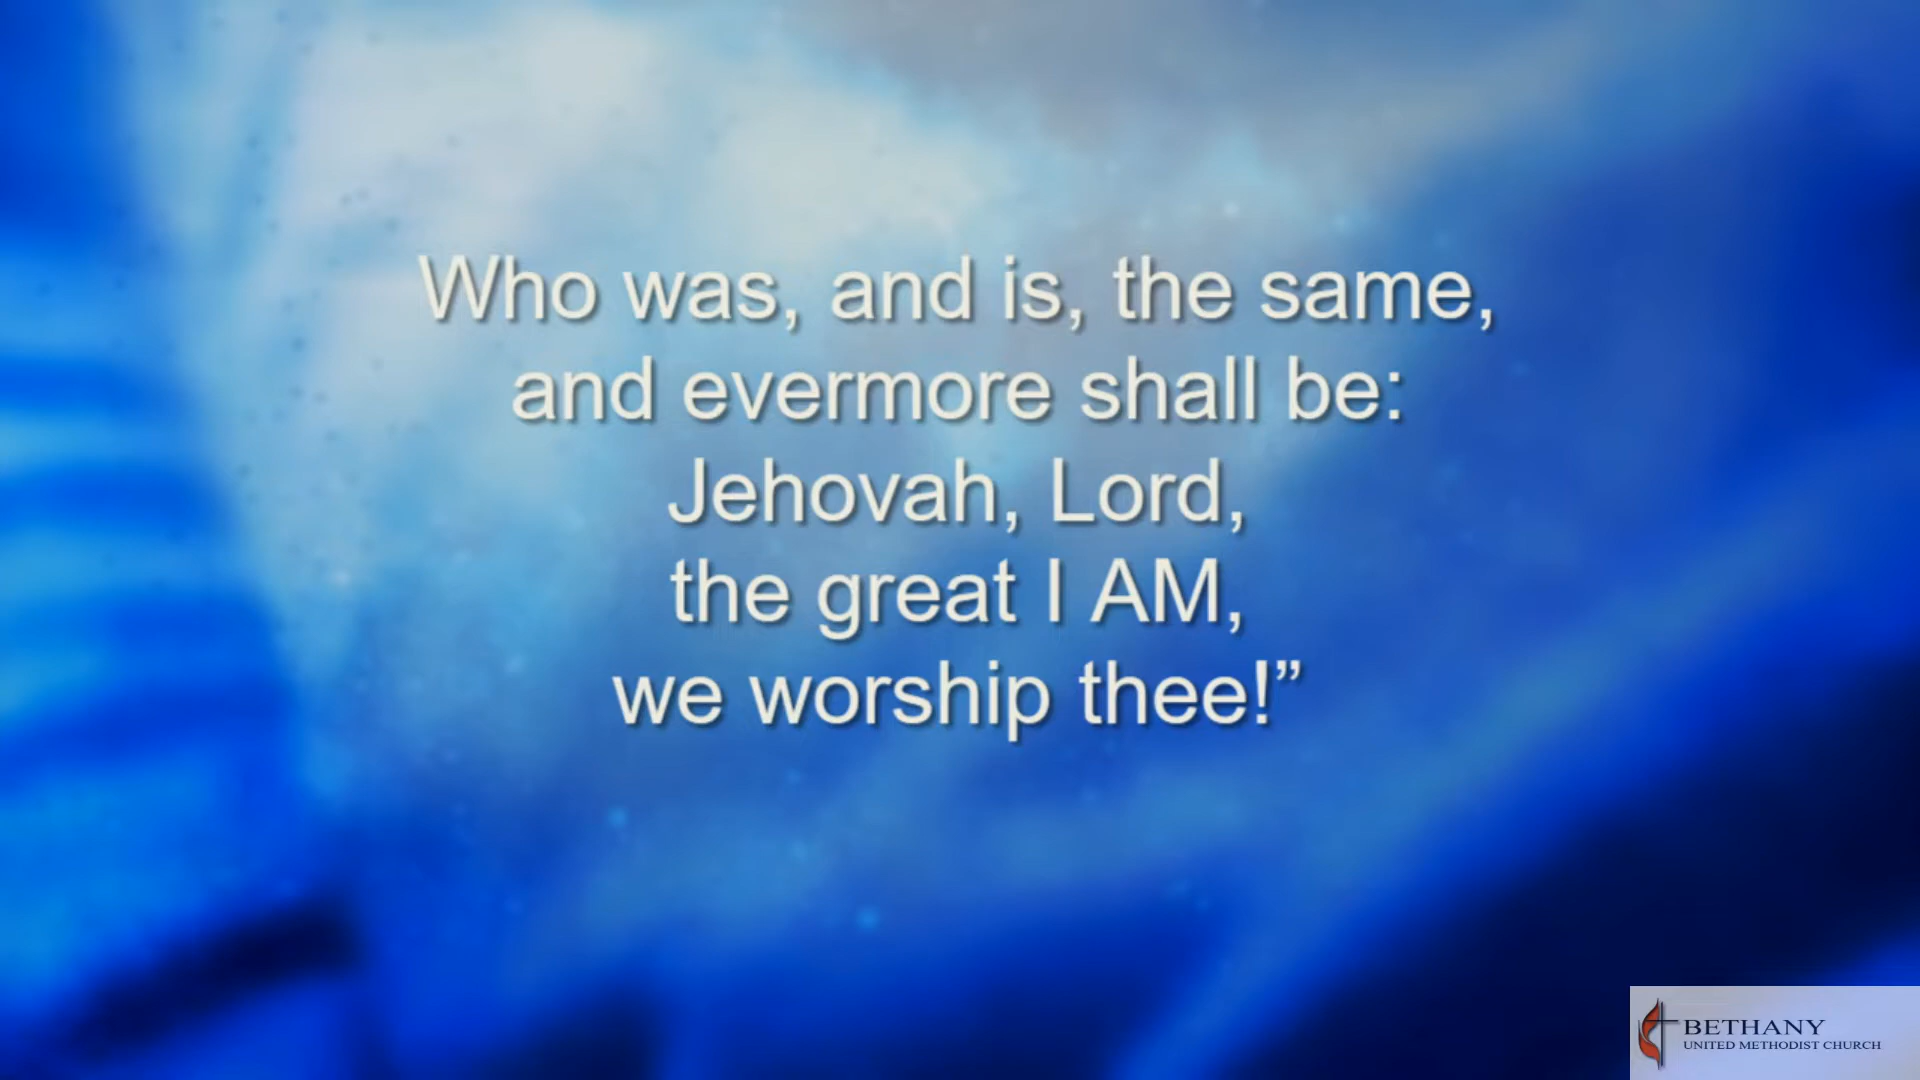 Who was, and is, the same,
and evermore shall be:
Jehovah, Lord,
the great I AM,
we worship thee!”
BETHANY
UNITED METHODIST CHURCH